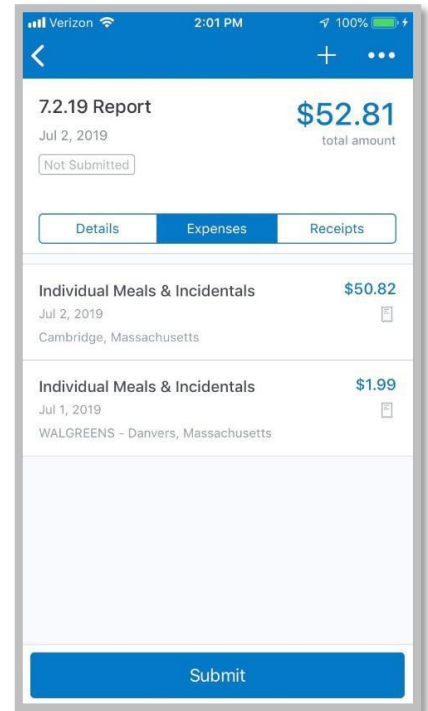 Verizon 2:01 PM 100%
7.2.19 Report $52.81
Jul 2, 2019 total amount
Not Submitted
Details Expenses Receipts
Individual Meals & Incidentals $50.82
Jul 2, 2019
Cambridge, Massachusetts
Individual Meals & Incidentals $1.99
Jul 1, 2019
WALGREENS - Danvers, Massachusetts
Submit